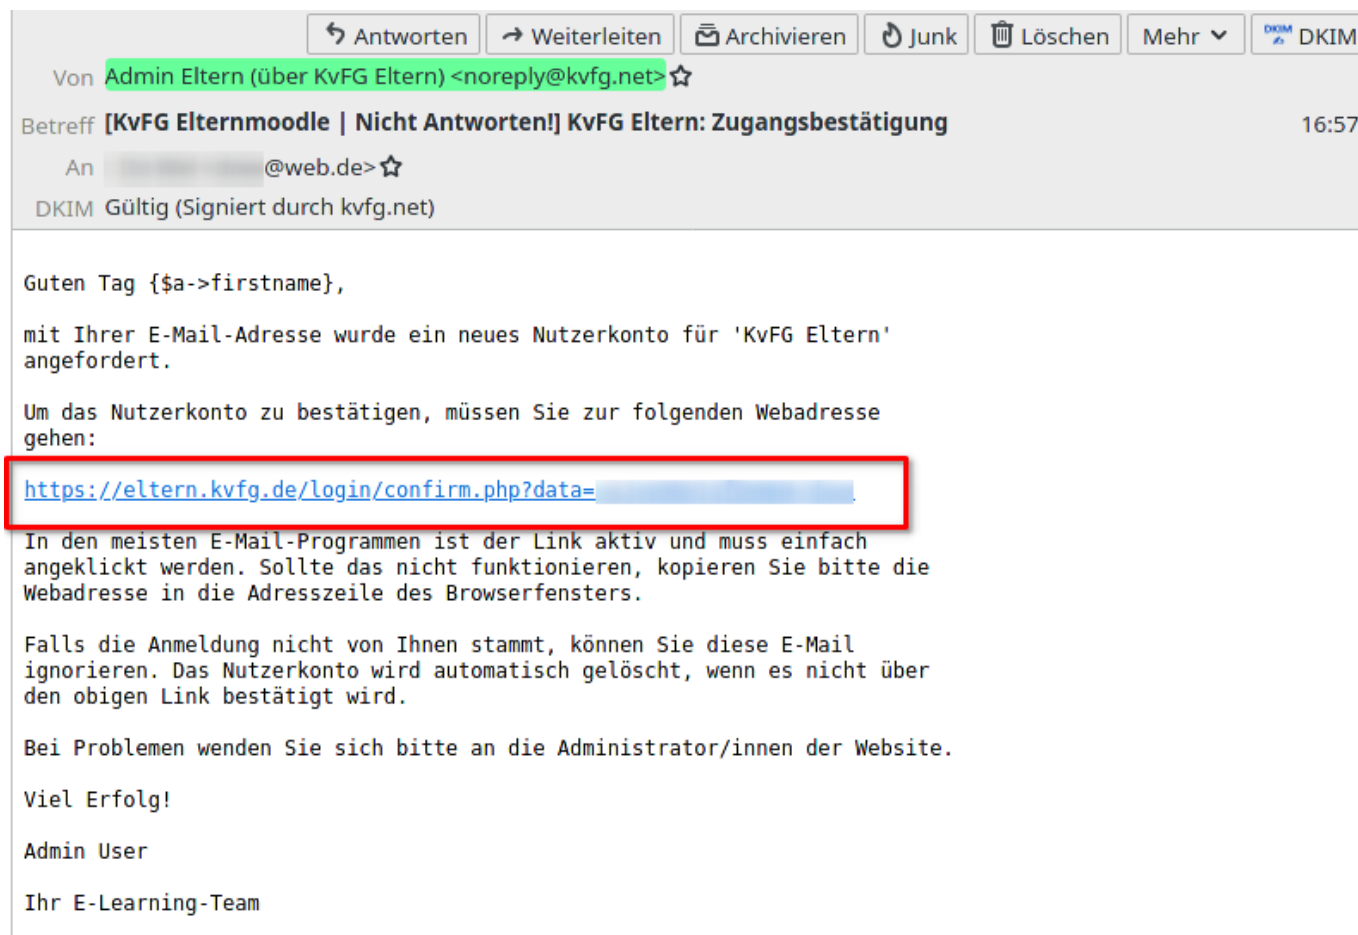 Antworten Weiterleiten Archivieren Junk Löschen Mehr DKIM DKIM
Von Admin Eltern (über KvFG Eltern) <noreply@kvfg.net>
Betreff [KvFG Elternmoodle | Nicht Antworten!] KvFG Eltern: Zugangsbestätigung 16:57
An @web.de>
DKIM Gültig (Signiert durch kvfg.net)
Guten Tag {$a->firstname},
mit Ihrer E-Mail-Adresse wurde ein neues Nutzerkonto für 'KvFG Eltern'
angefordert.
Um das Nutzerkonto zu bestätigen, müssen Sie zur folgenden Webadresse
gehen:
https://eltern.kvfg.de/login/confirm.php?data=
In den meisten E-Mail-Programmen ist der Link aktiv und muss einfach
angeklickt werden. Sollte das nicht funktionieren, kopieren Sie bitte die
Webadresse in die Adresszeile des Browserfensters.
Falls die Anmeldung nicht von Ihnen stammt, können Sie diese E-Mail
ignorieren. Das Nutzerkonto wird automatisch gelöscht, wenn es nicht über
den obigen Link bestätigt wird.
Bei Problemen wenden Sie sich bitte an die Administrator/innen der Website.
Viel Erfolg!
Admin User
Ihr E-Learning-Team